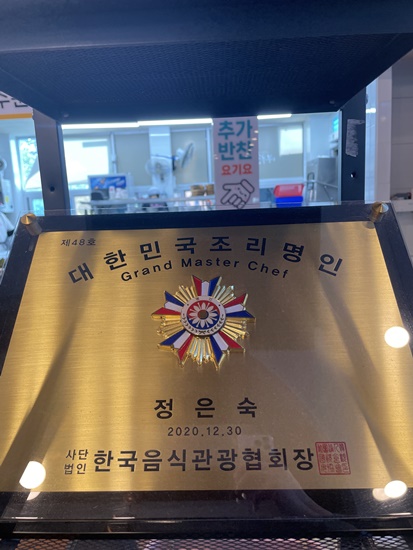 추가
반찬
요기요
제48호
대한민국조리명인
Grand Master Chef
정은숙
2020.12.30
사단
법인 한국음식관광협회장